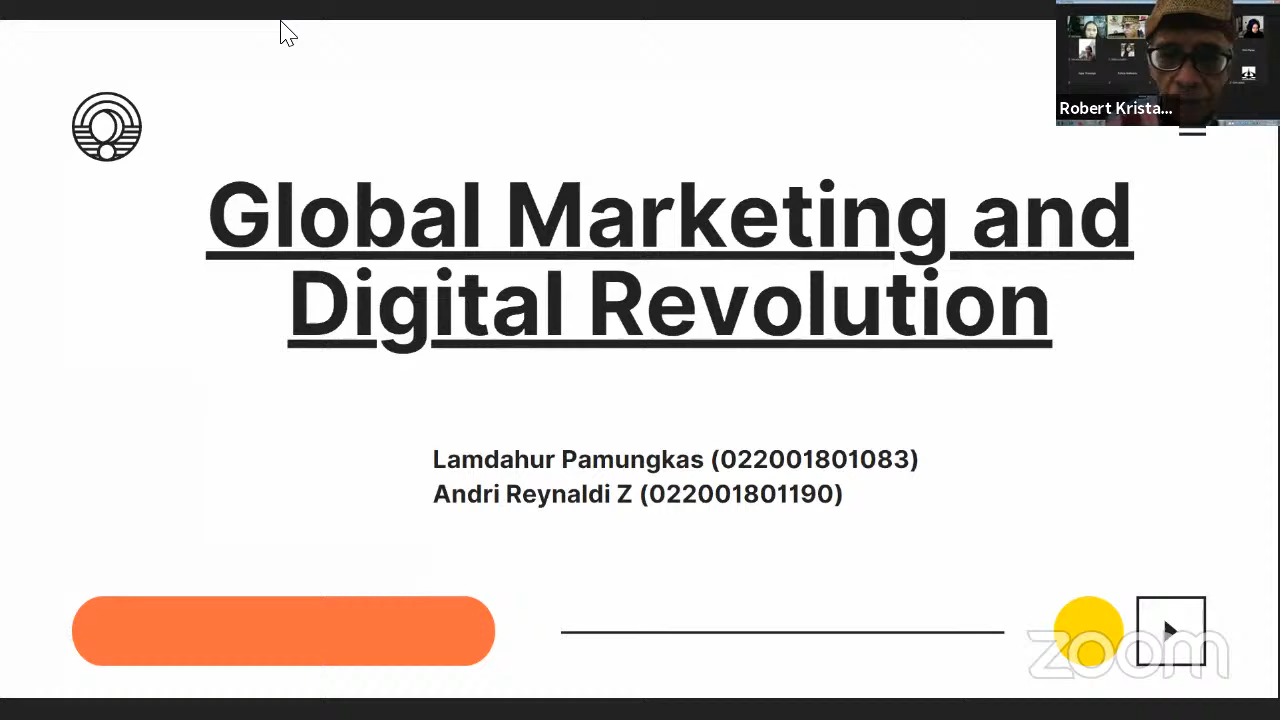 Robert Krista...
Global Marketing and
Digital Revolution
Lamdahur Pamungkas (022001801083)
Andri Reynaldi Z (022001801190)
zoom